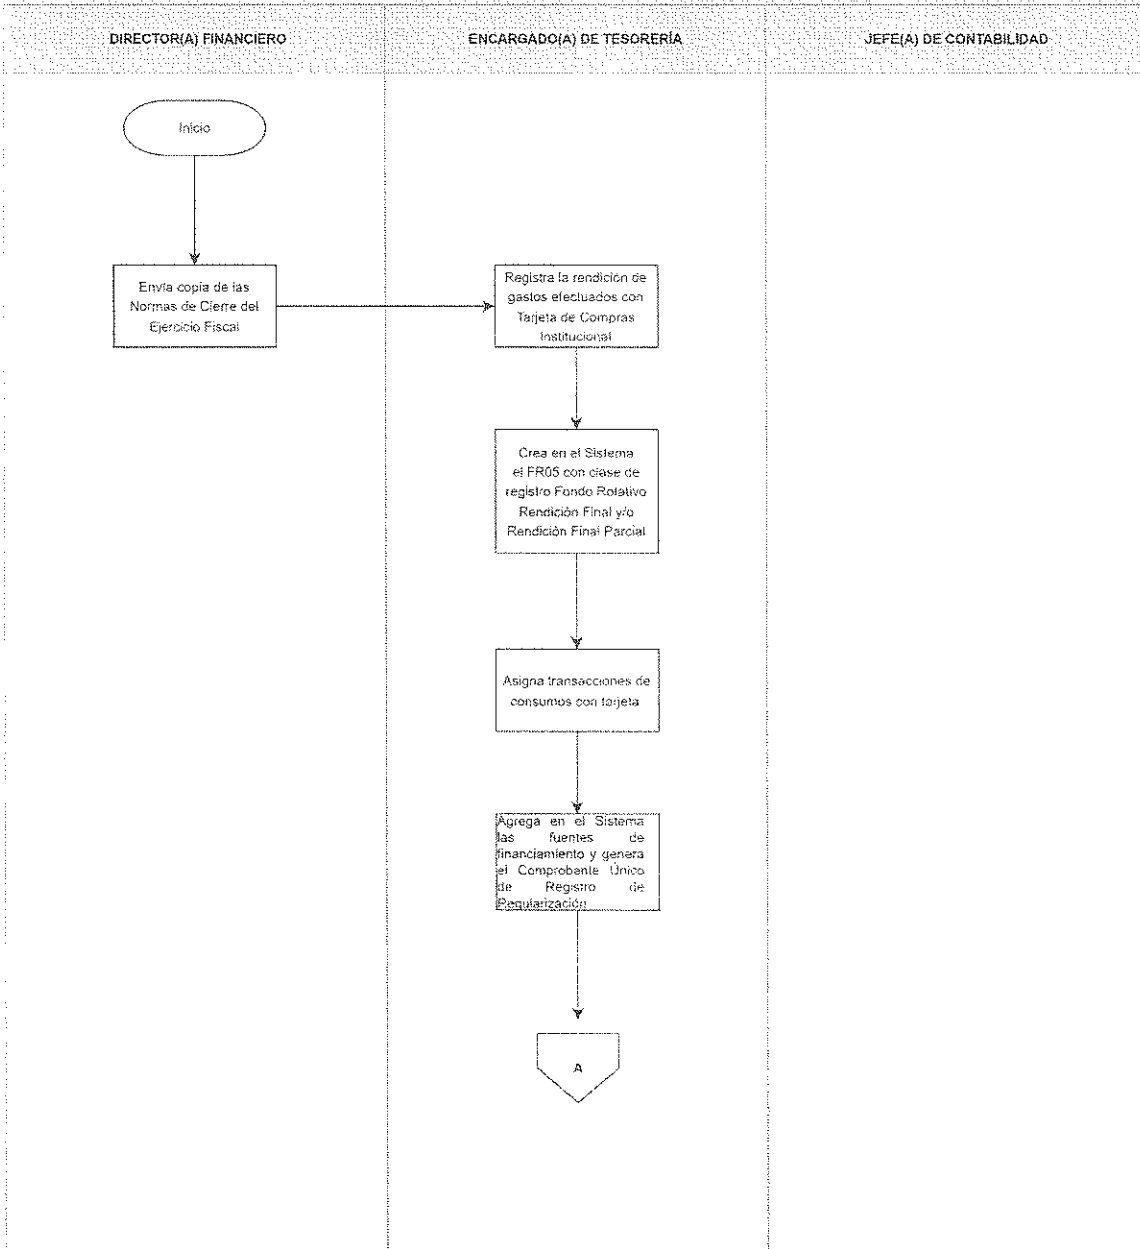 DIRECTOR(A) FINANCIERO
ENCARGADO(A) DE TESORERÍA
JEFE(A) DE CONTABILIDAD
Inicio
Envía copia de las
Normas de Cierre del
Ejercicio Fiscal
Registra la rendición de
gastos efectuados con
Tarjeta de Compras
Institucional
Crea en el Sistema
el FR05 con clase de
registro Fondo Rotativo
Rendición Final y/o
Rendición Final Parcial
Asigna transacciones de
consumos con tarjeta
Agrega en el Sistema
las fuentes de
financiamiento y genera
el Comprobante Único
de Registro de
Regularización
A